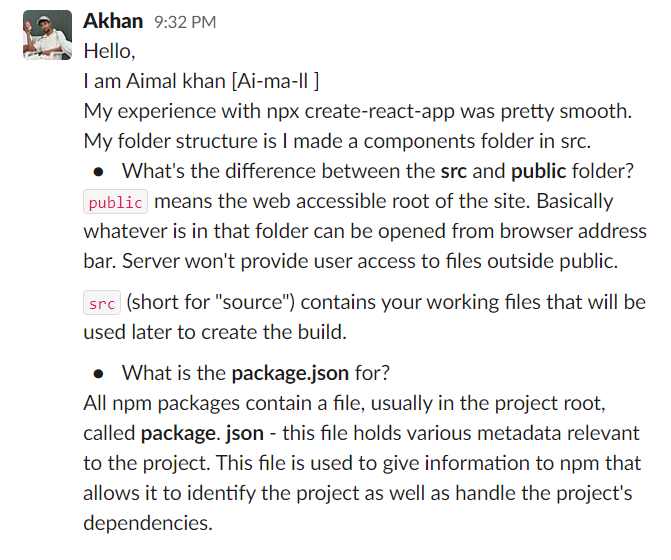 Akhan 9:32 PM
Hello,
I am Aimal khan [Ai-ma-ll ]
My experience with npx create-react-app was pretty smooth.
My folder structure is I made a components folder in src.
• What's the difference between the src and public folder?
public means the web accessible root of the site. Basically
whatever is in that folder can be opened from browser address
bar. Server won't provide user access to files outside public.
src (short for "source") contains your working files that will be
used later to create the build.
• What is the package.json for?
All npm packages contain a file, usually in the project root,
called package. json - this file holds various metadata relevant
to the project. This file is used to give information to npm that
allows it to identify the project as well as handle the project's
dependencies.